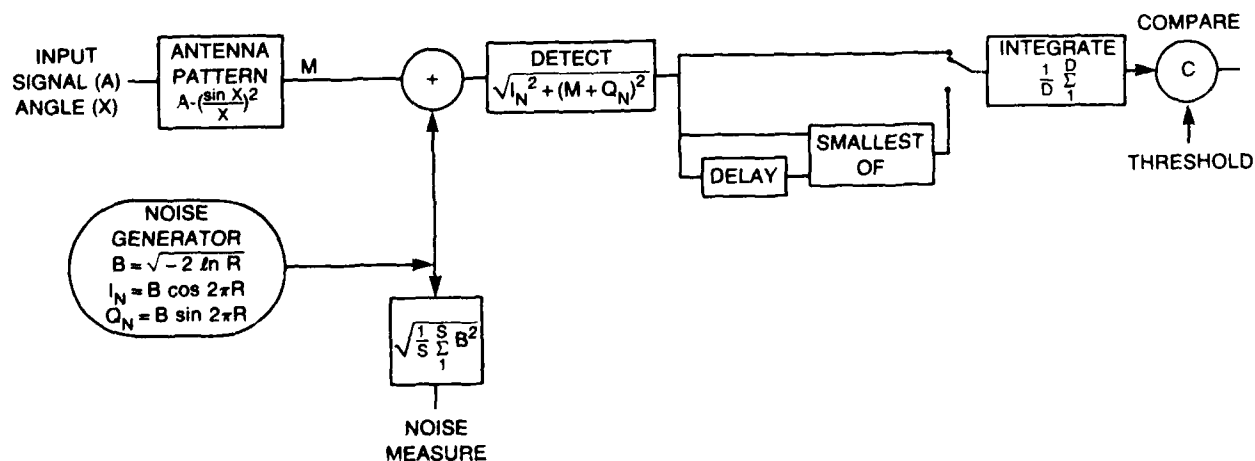 COMPARE
INPUT
SIGNAL (A)
ANGLE (X)
ANTENNA
PATTERN
A-(sin X/X)²
M
+
DETECT
√I_N² + (M + Q_N)²
INTEGRATE
1/D D Σ 1
C
THRESHOLD
SMALLEST
OF
DELAY
NOISE
GENERATOR
B = √-2 ln R
I_N = B cos 2πR
Q_N = B sin 2πR
√1/S S Σ 1 B²
NOISE
MEASURE